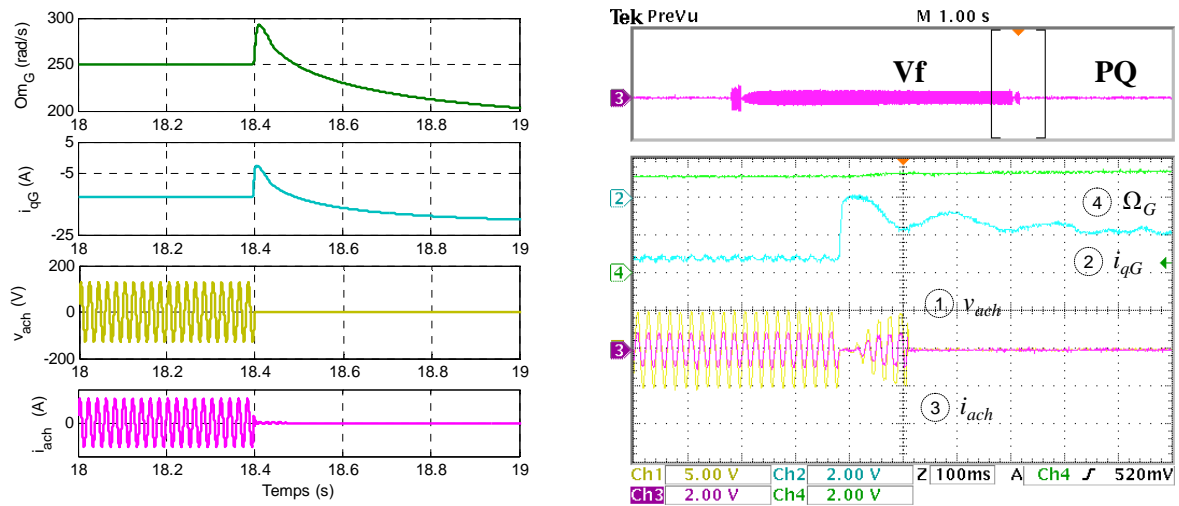 Om_G (rad/s)
300
250
200
18 18.2 18.4 18.6 18.8 19
i_qG (A)
5
-5
-25
18 18.2 18.4 18.6 18.8 19
v_ach (V)
200
0
-200
18 18.2 18.4 18.6 18.8 19
i_ach (A)
0
18 18.2 18.4 18.6 18.8 19
Temps (s)
Tek PreVu M 1.00 s
Vf PQ
3
2
4 Ω_G
2 i_qG
4
1 v_ach
3
3 i_ach
Ch1 5.00 V Ch2 2.00 V Z 100ms A Ch4 520mV
Ch3 2.00 V Ch4 2.00 V